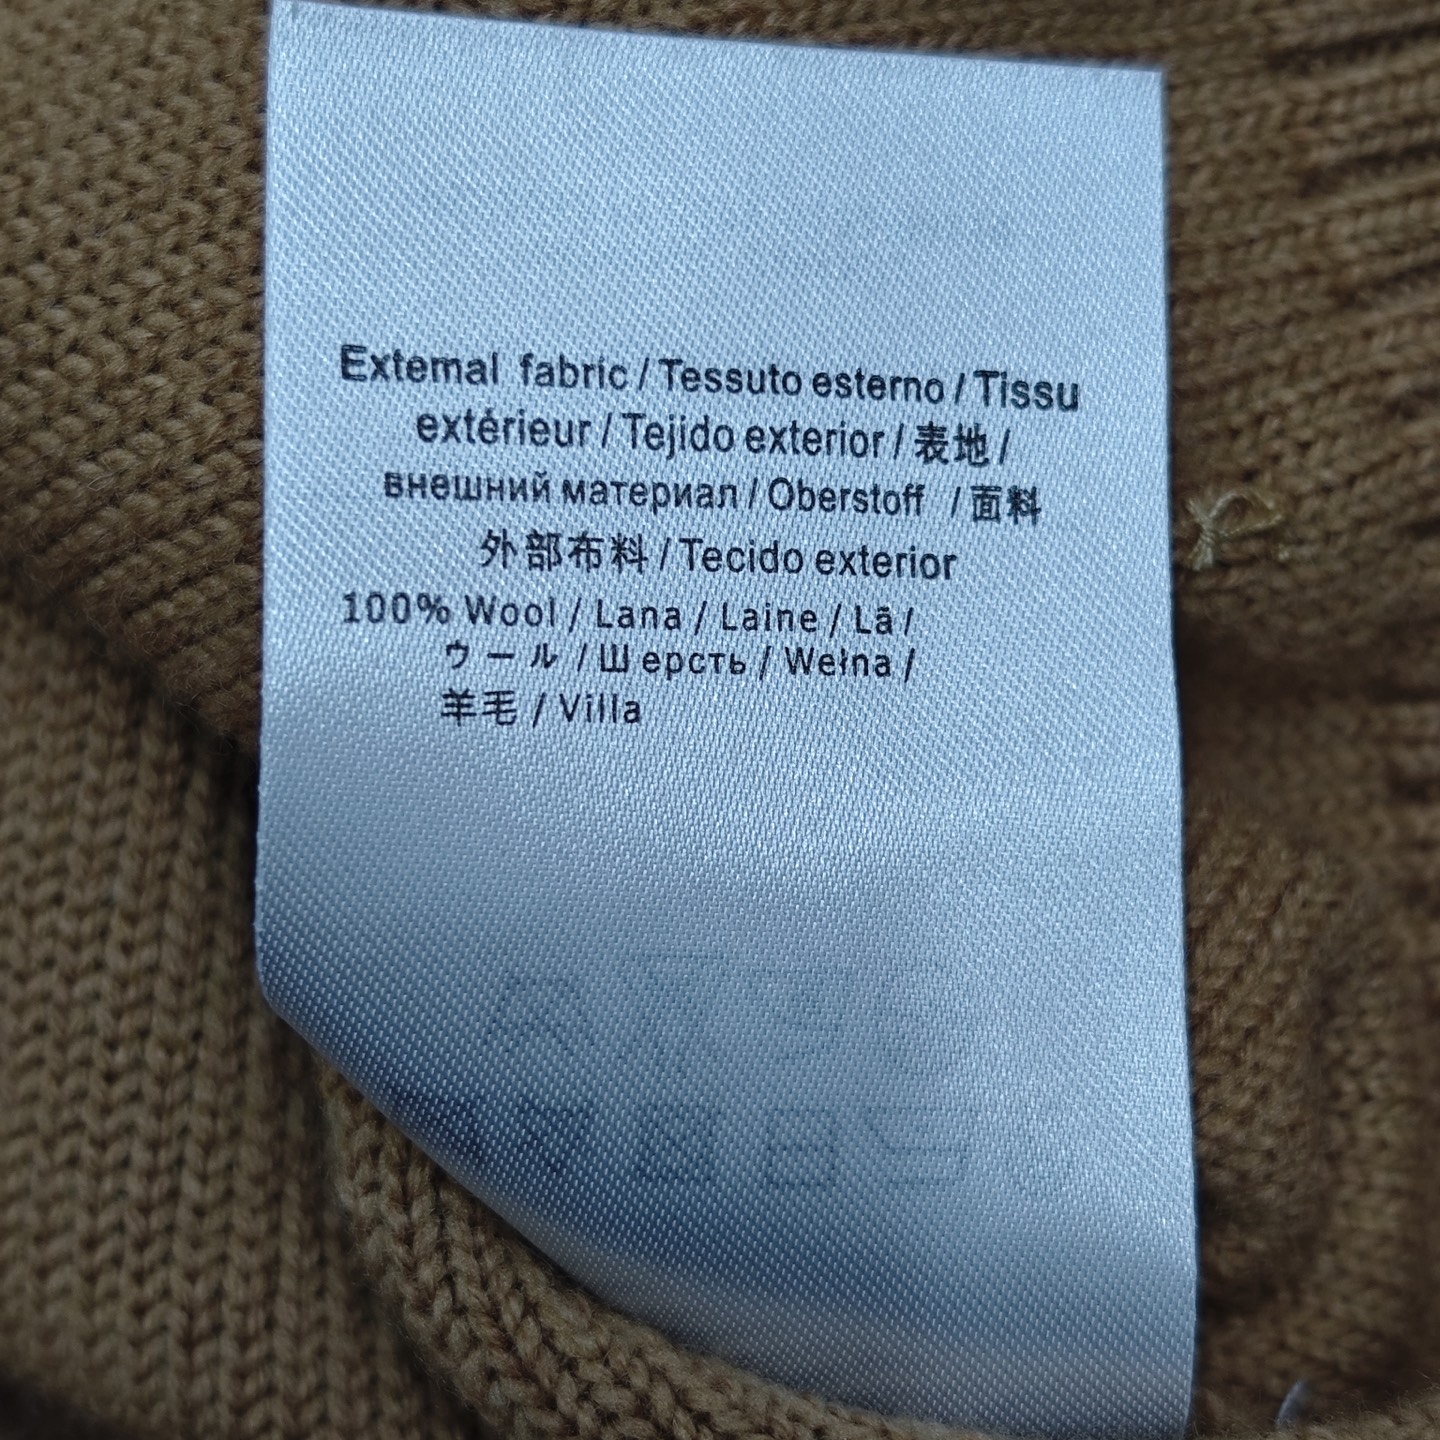 Extemal fabric / Tessuto esterno / Tissu
extérieur / Tejido exterior / 表地 /
внешний материал / Oberstoff / 面料
外部布料 / Tecido exterior
100% Wool / Lana / Laine / Lã /
ウール / Шерсть / Wełna /
羊毛 / Villa